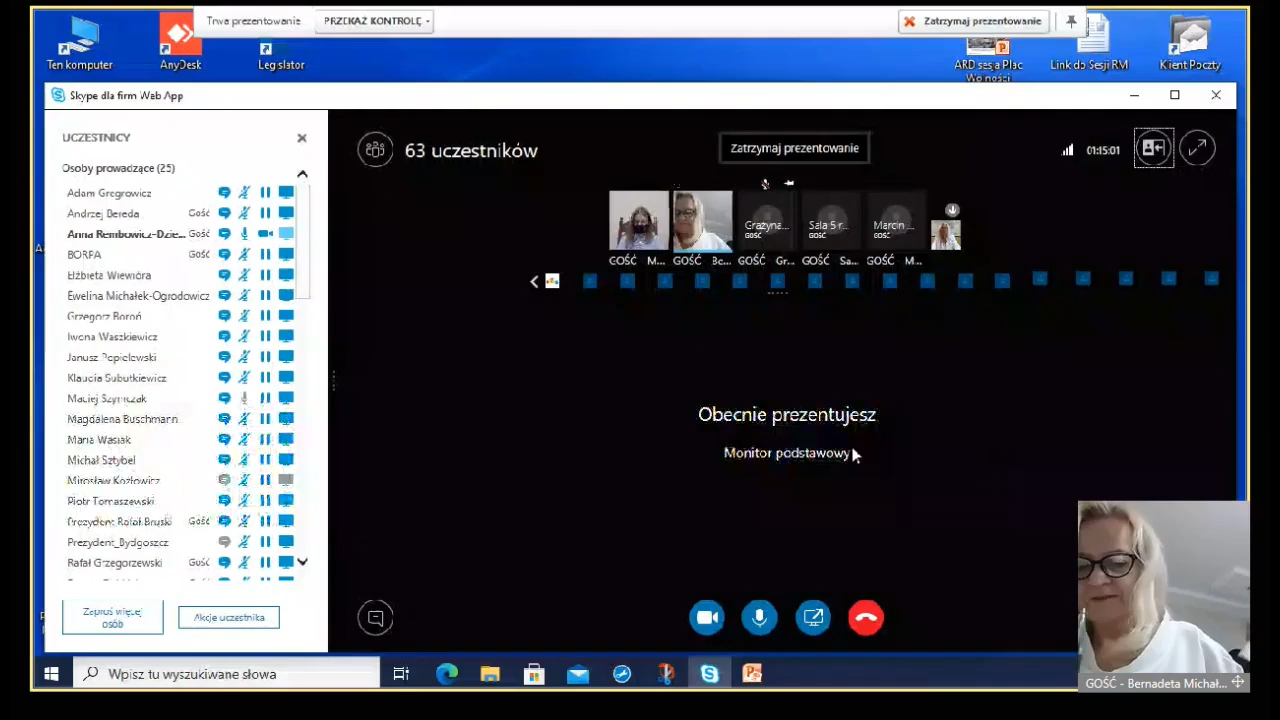 Trwa prezentowanie
PRZEKAŻ KONTROLĘ
Zatrzymaj prezentowanie
Ten komputer
AnyDesk
Legislator
ARD sesja Plac
Wolności
Link do Sesji RM
Klient Poczty
Skype dla firm Web App
UCZESTNICY
Osoby prowadzące (25)
Adam Gregrowicz
Andrzej Bereda Gość
Anna Rembowicz-Dzie... Gość
BORPA Gość
Elżbieta Wiewióra
Ewelina Michałek-Ogrodowicz
Grzegorz Boroń
Iwona Waszkiewicz
Janusz Popielewski
Klaudia Subutkiewicz
Maciej Szymczak
Magdalena Buschmann
Maria Wasiak
Michał Sztybel
Mirosław Kozłowicz
Piotr Tomaszewski
Prezydent Rafał Bruski Gość
Prezydent_Bydgoszcz
Rafał Grzegorzewski Gość
Zaproś więcej
osób
Akcje uczestnika
63 uczestników
Zatrzymaj prezentowanie
01:15:01
Grażyna...
GOŚĆ
Sala 5 r...
GOŚĆ
Marcin ...
GOŚĆ
GOŚĆ M...
GOŚĆ Be...
GOŚĆ Gr...
GOŚĆ Sa...
GOŚĆ M...
Obecnie prezentujesz
Monitor podstawowy
GOŚĆ - Bernadeta Michał...
Wpisz tu wyszukiwane słowa